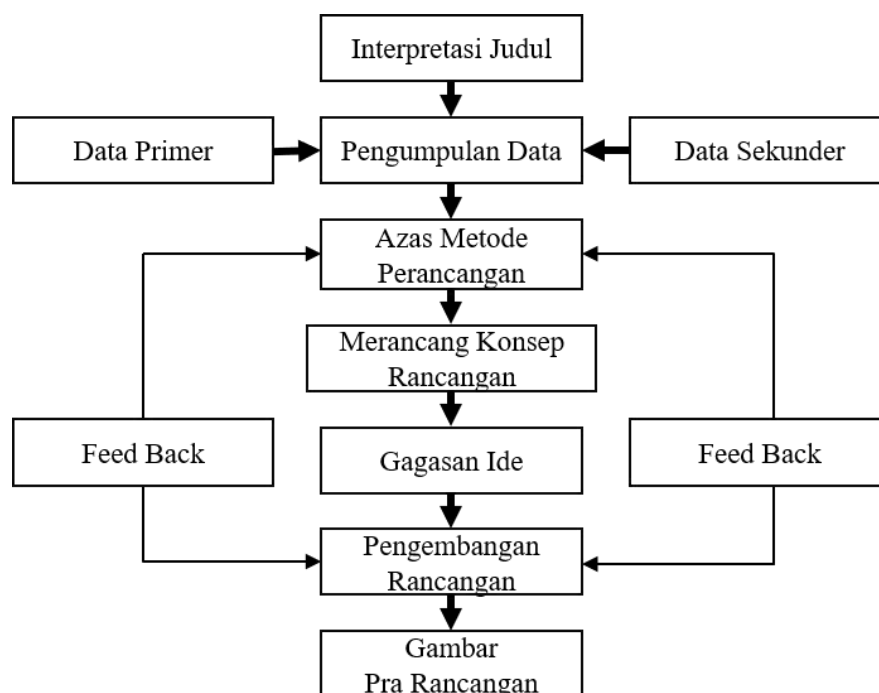 Interpretasi Judul
Data Primer
Pengumpulan Data
Data Sekunder
Azas Metode
Perancangan
Merancang Konsep
Rancangan
Feed Back
Gagasan Ide
Feed Back
Pengembangan
Rancangan
Gambar
Pra Rancangan